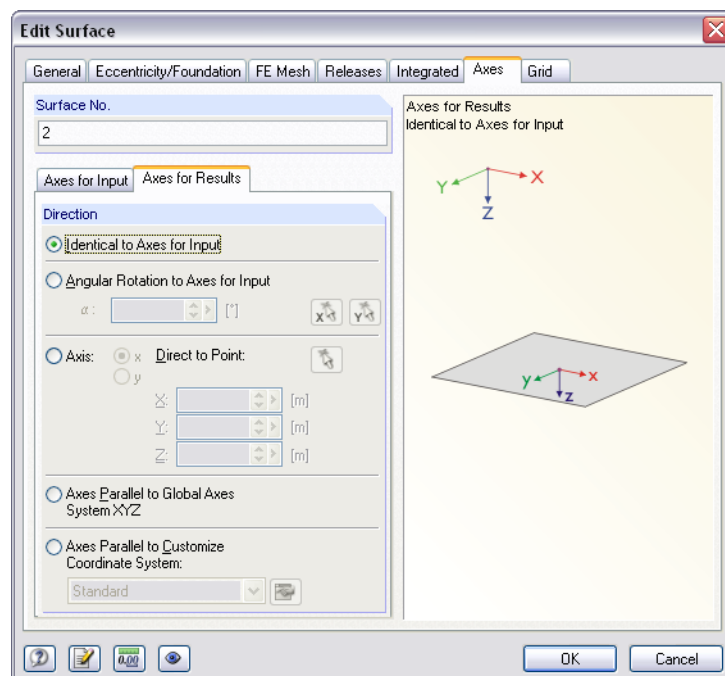 Edit Surface
General Eccentricity/Foundation FE Mesh Releases Integrated Axes Grid
Surface No.
2
Axes for Input Axes for Results
Direction
Identical to Axes for Input
Angular Rotation to Axes for Input
α: [°] X Y
Axis: x Direct to Point:
y
X: [m]
Y: [m]
Z: [m]
Axes Parallel to Global Axes
System XYZ
Axes Parallel to Customize
Coordinate System:
Standard
Axes for Results
Identical to Axes for Input
Y X
Z
y x
z
0.00 OK Cancel